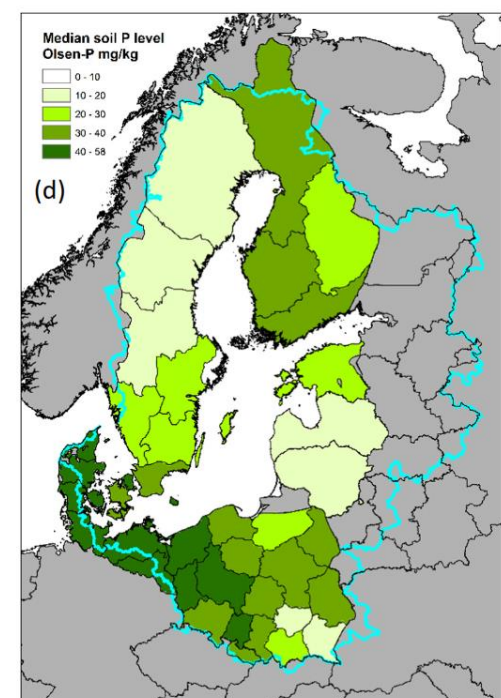 Median soil P level
Olsen-P mg/kg
0 - 10
10 - 20
20 - 30
30 - 40
40 - 58
(d)